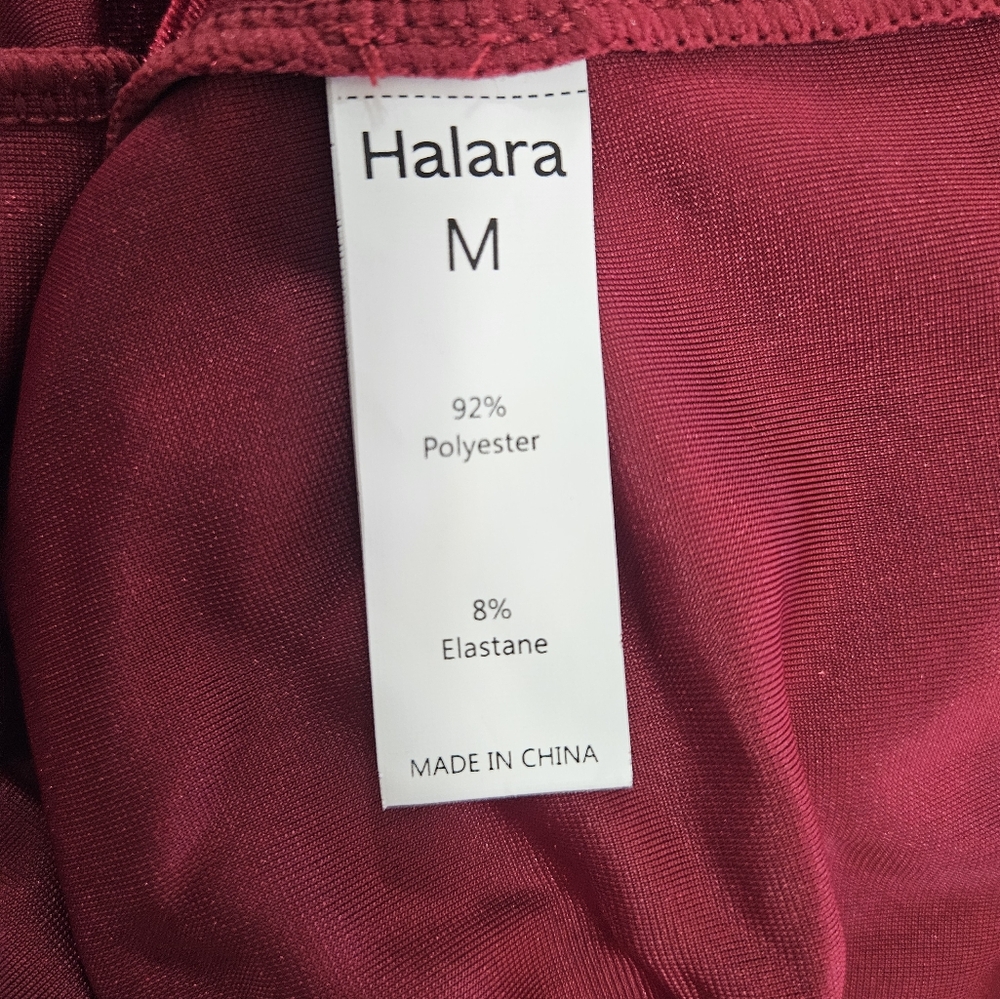 Halara
M
92%
Polyester
8%
Elastane
MADE IN CHINA